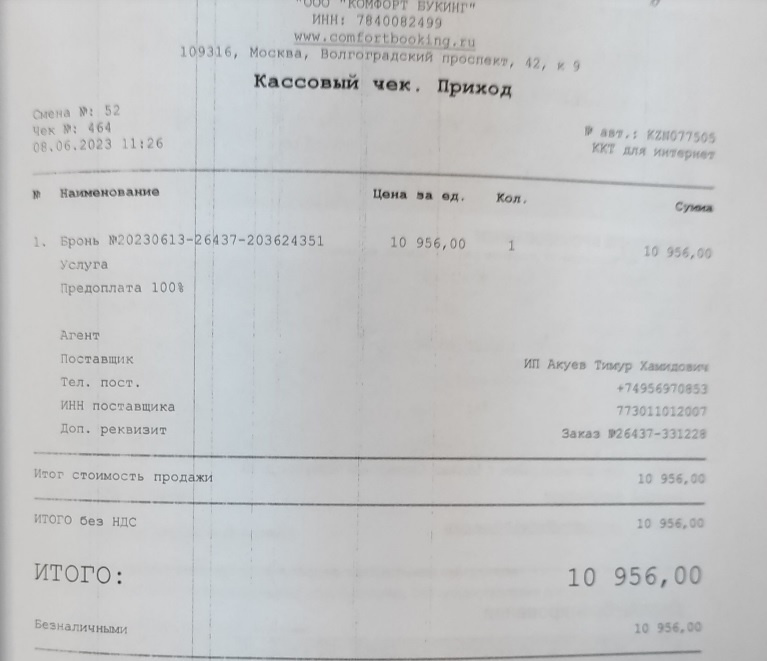 "ООО "КОМФОРТ БУКИНГ"
ИНН: 7840082499
www.comfortbooking.ru
109316, Москва, Волгоградский проспект, 42, к 9
Кассовый чек. Приход
Смена №: 52
Чек №: 464
08.06.2023 11:26
№ авт.: KZN077505
ККТ для интернет
№ Наименование Цена за ед. Кол. Сумма
1. Бронь №20230613-26437-203624351 10 956,00 1 10 956,00
Услуга
Предоплата 100%
Агент
Поставщик ИП Акуев Тимур Хамидович
Тел. пост. +74956970853
ИНН поставщика 773011012007
Доп. реквизит Заказ №26437-331228
Итог стоимость продажи 10 956,00
ИТОГО без НДС 10 956,00
ИТОГО: 10 956,00
Безналичными 10 956,00